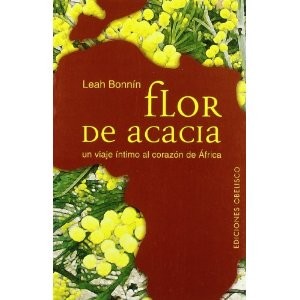 Leah Bonnín
flor
DE ACACIA
un viaje íntimo al corazón de África
EDICIONES OBELISCO